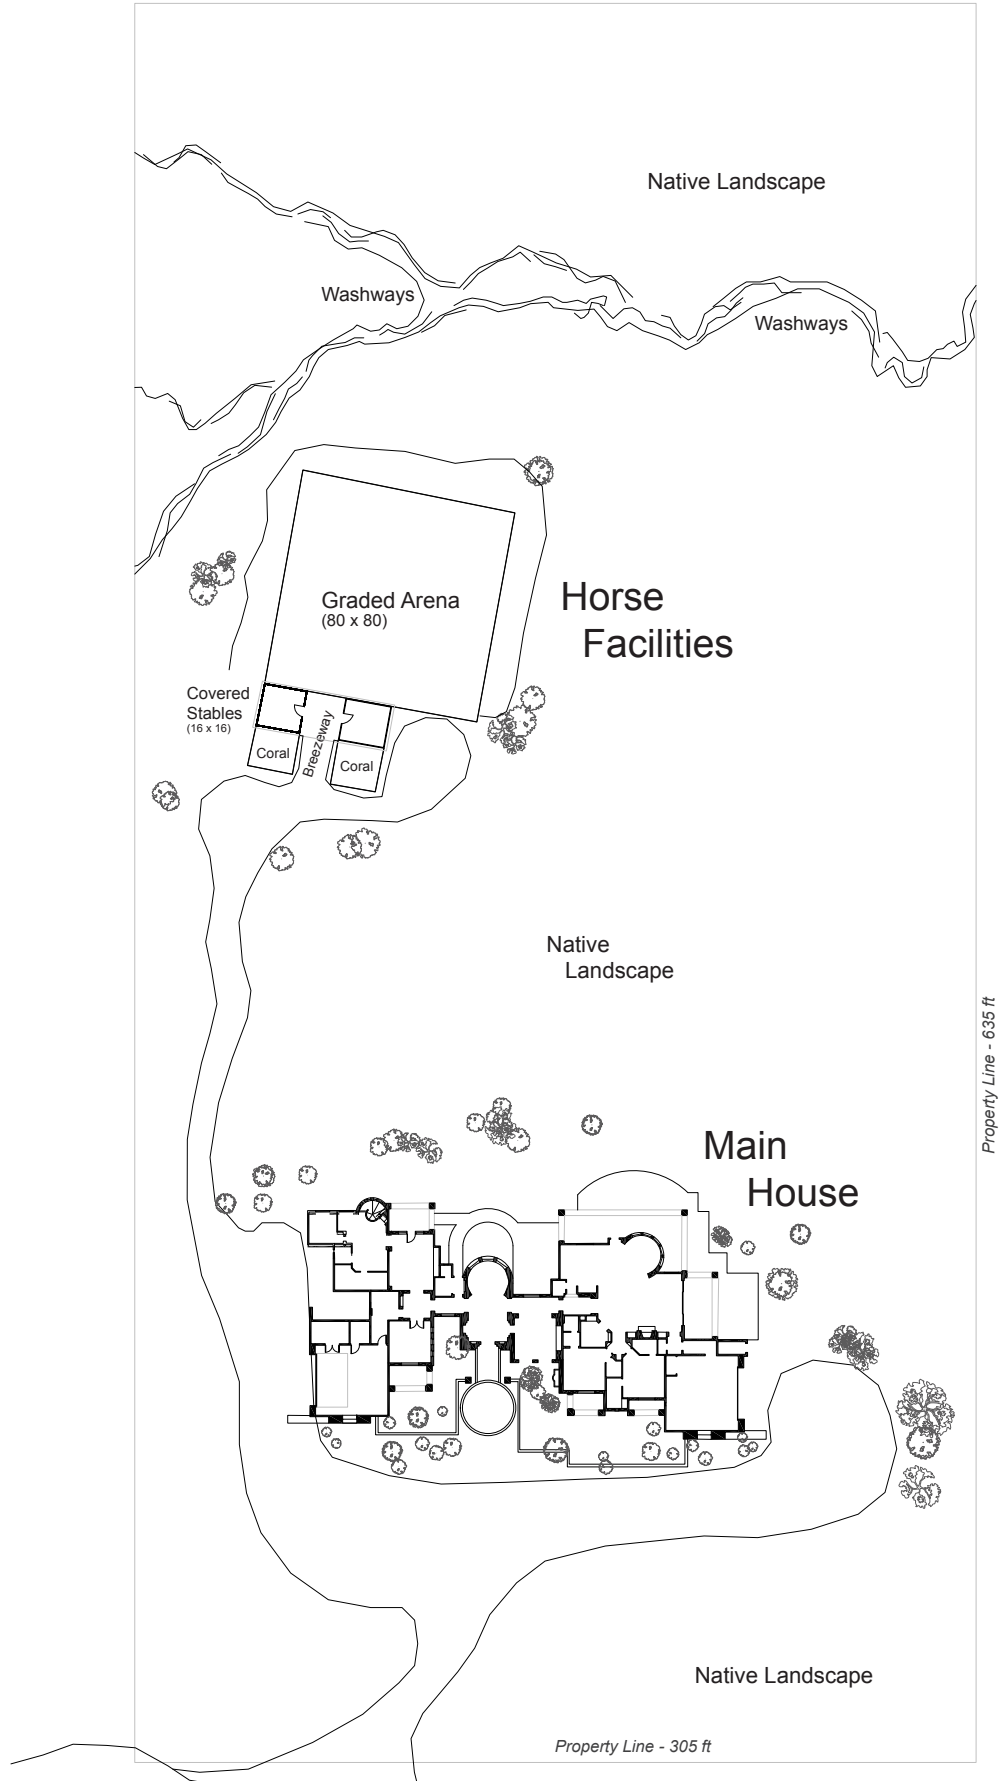 Native Landscape
Washways
Washways
Graded Arena
(80 x 80)
Horse
Facilities
Covered
Stables
(16 x 16)
Breezeway
Coral
Coral
Native
Landscape
Property Line - 635 ft
Main
House
Native Landscape
Property Line - 305 ft